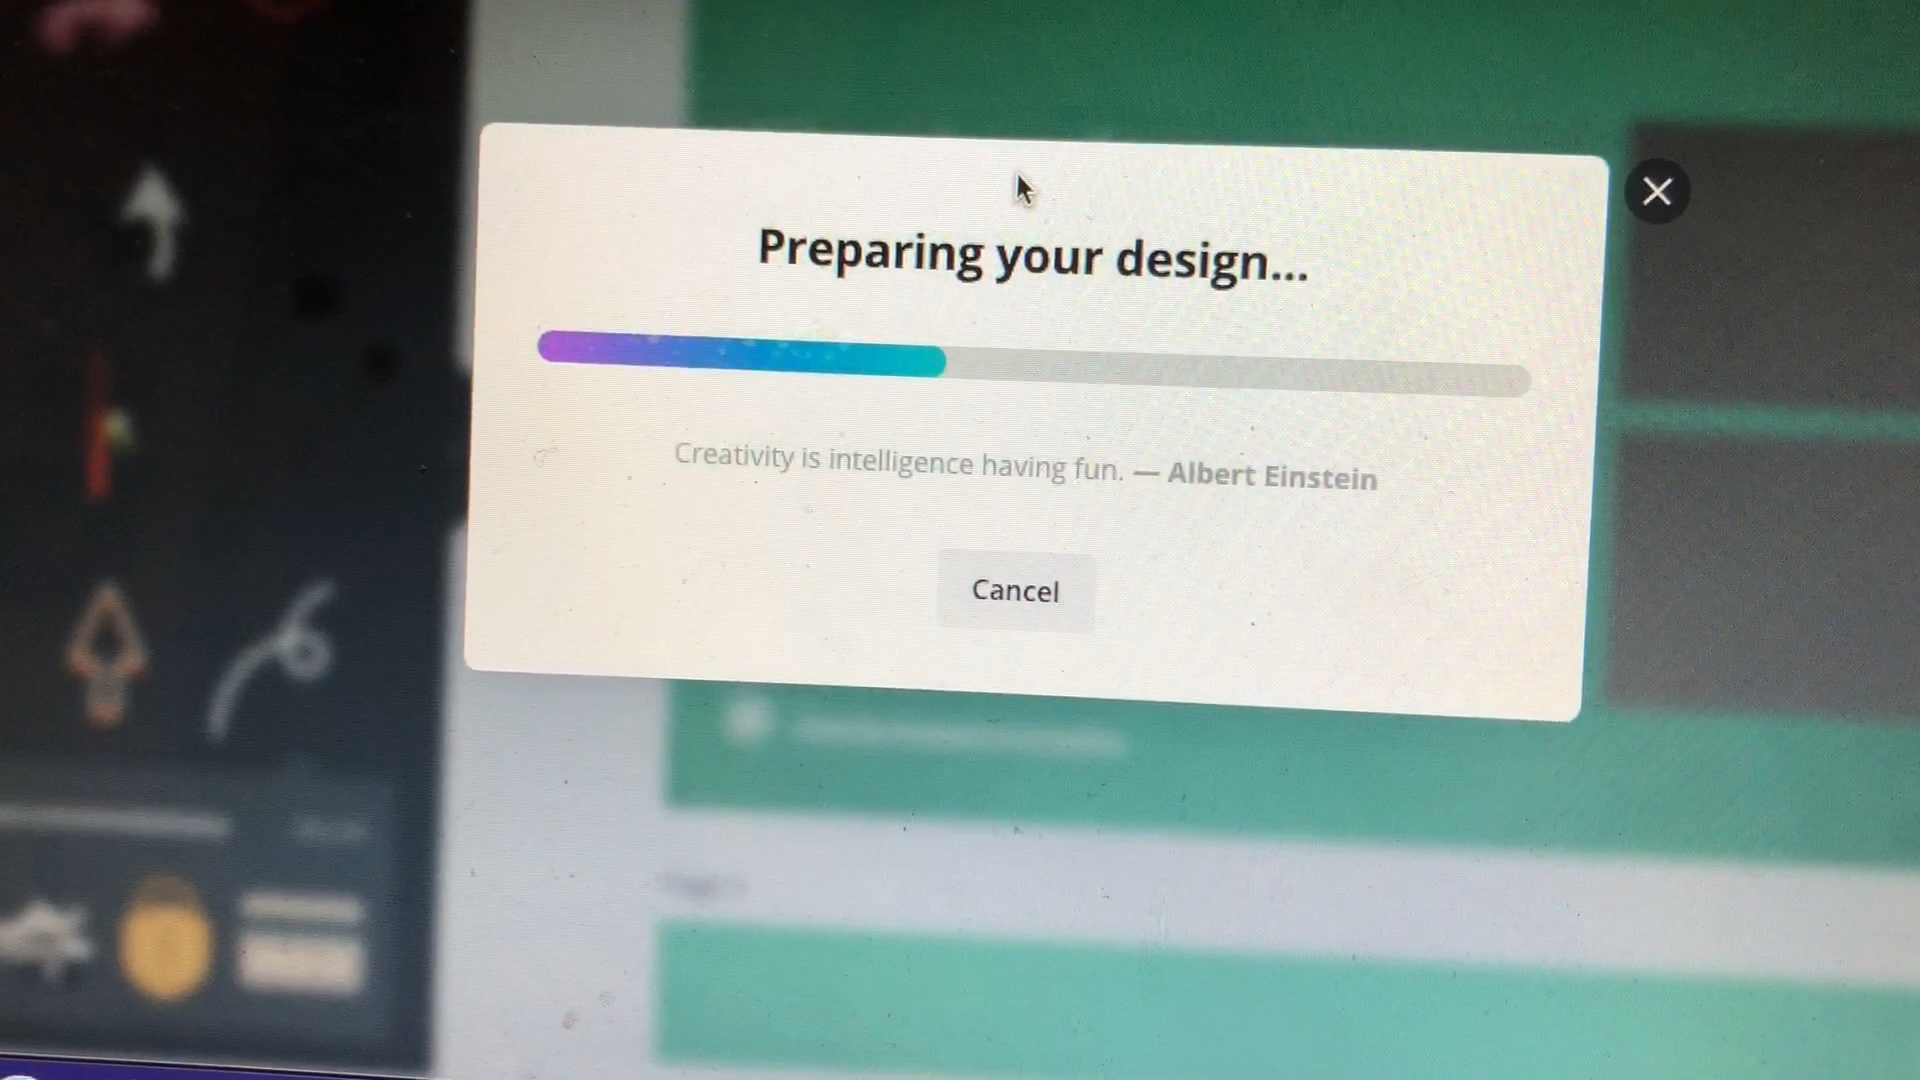 Preparing your design...
Creativity is intelligence having fun. — Albert Einstein
Cancel